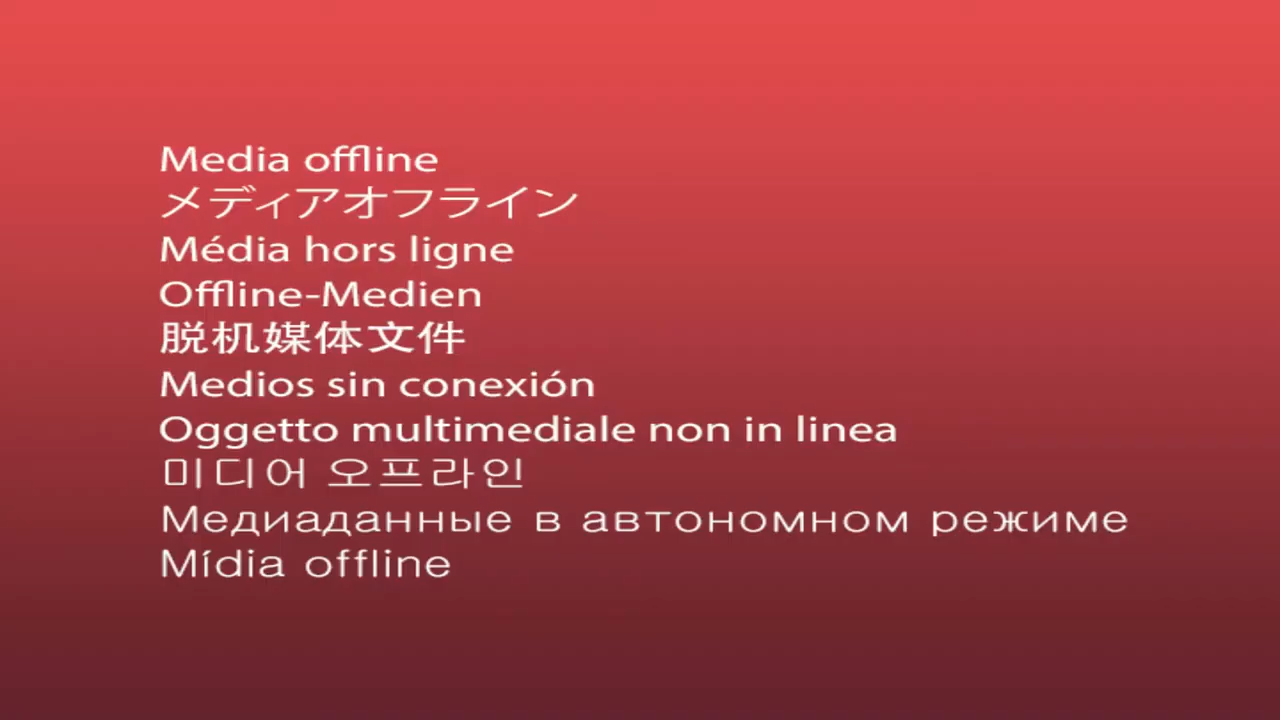 Media offline
メディアオフライン
Média hors ligne
Offline-Medien
脱机媒体文件
Medios sin conexión
Oggetto multimediale non in linea
미디어 오프라인
Медиаданные в автономном режиме
Mídia offline